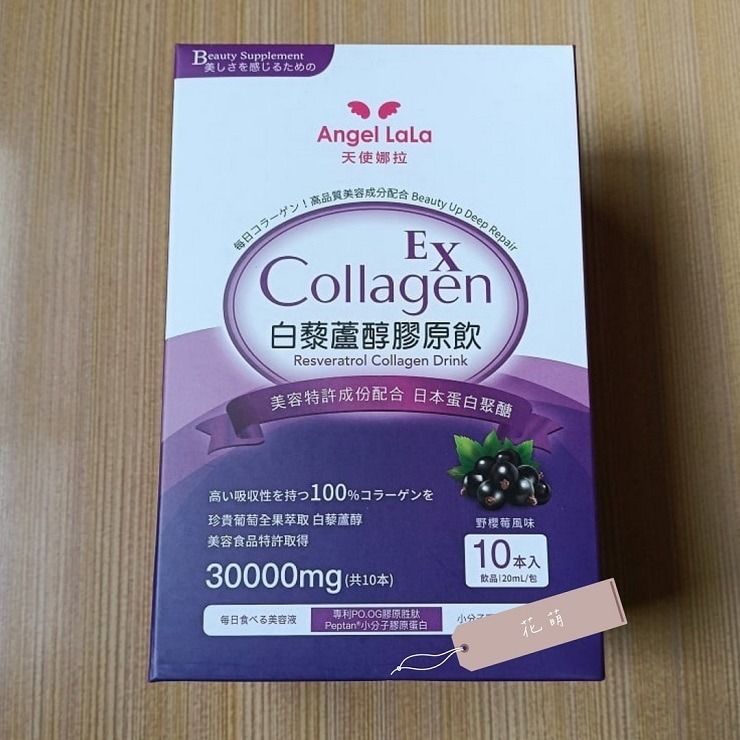 Beauty Supplement
美しさを感じるための
Angel LaLa
天使娜拉
毎日コラーゲン！高品質美容成分配合 Beauty Up Deep Repair
EX
Collagen
白藜蘆醇膠原飲
Resveratrol Collagen Drink
美容特許成份配合 日本蛋白聚醣
高い吸収性を持つ100%コラーゲンを
珍貴葡萄全果萃取 白藜蘆醇
美容食品特許取得
30000mg(共10本)
野櫻莓風味
10本入
飲品|20mL/包
毎日食べる美容液
專利PO.OG膠原胜肽
Peptan®小分子膠原蛋白
小分子
花萌